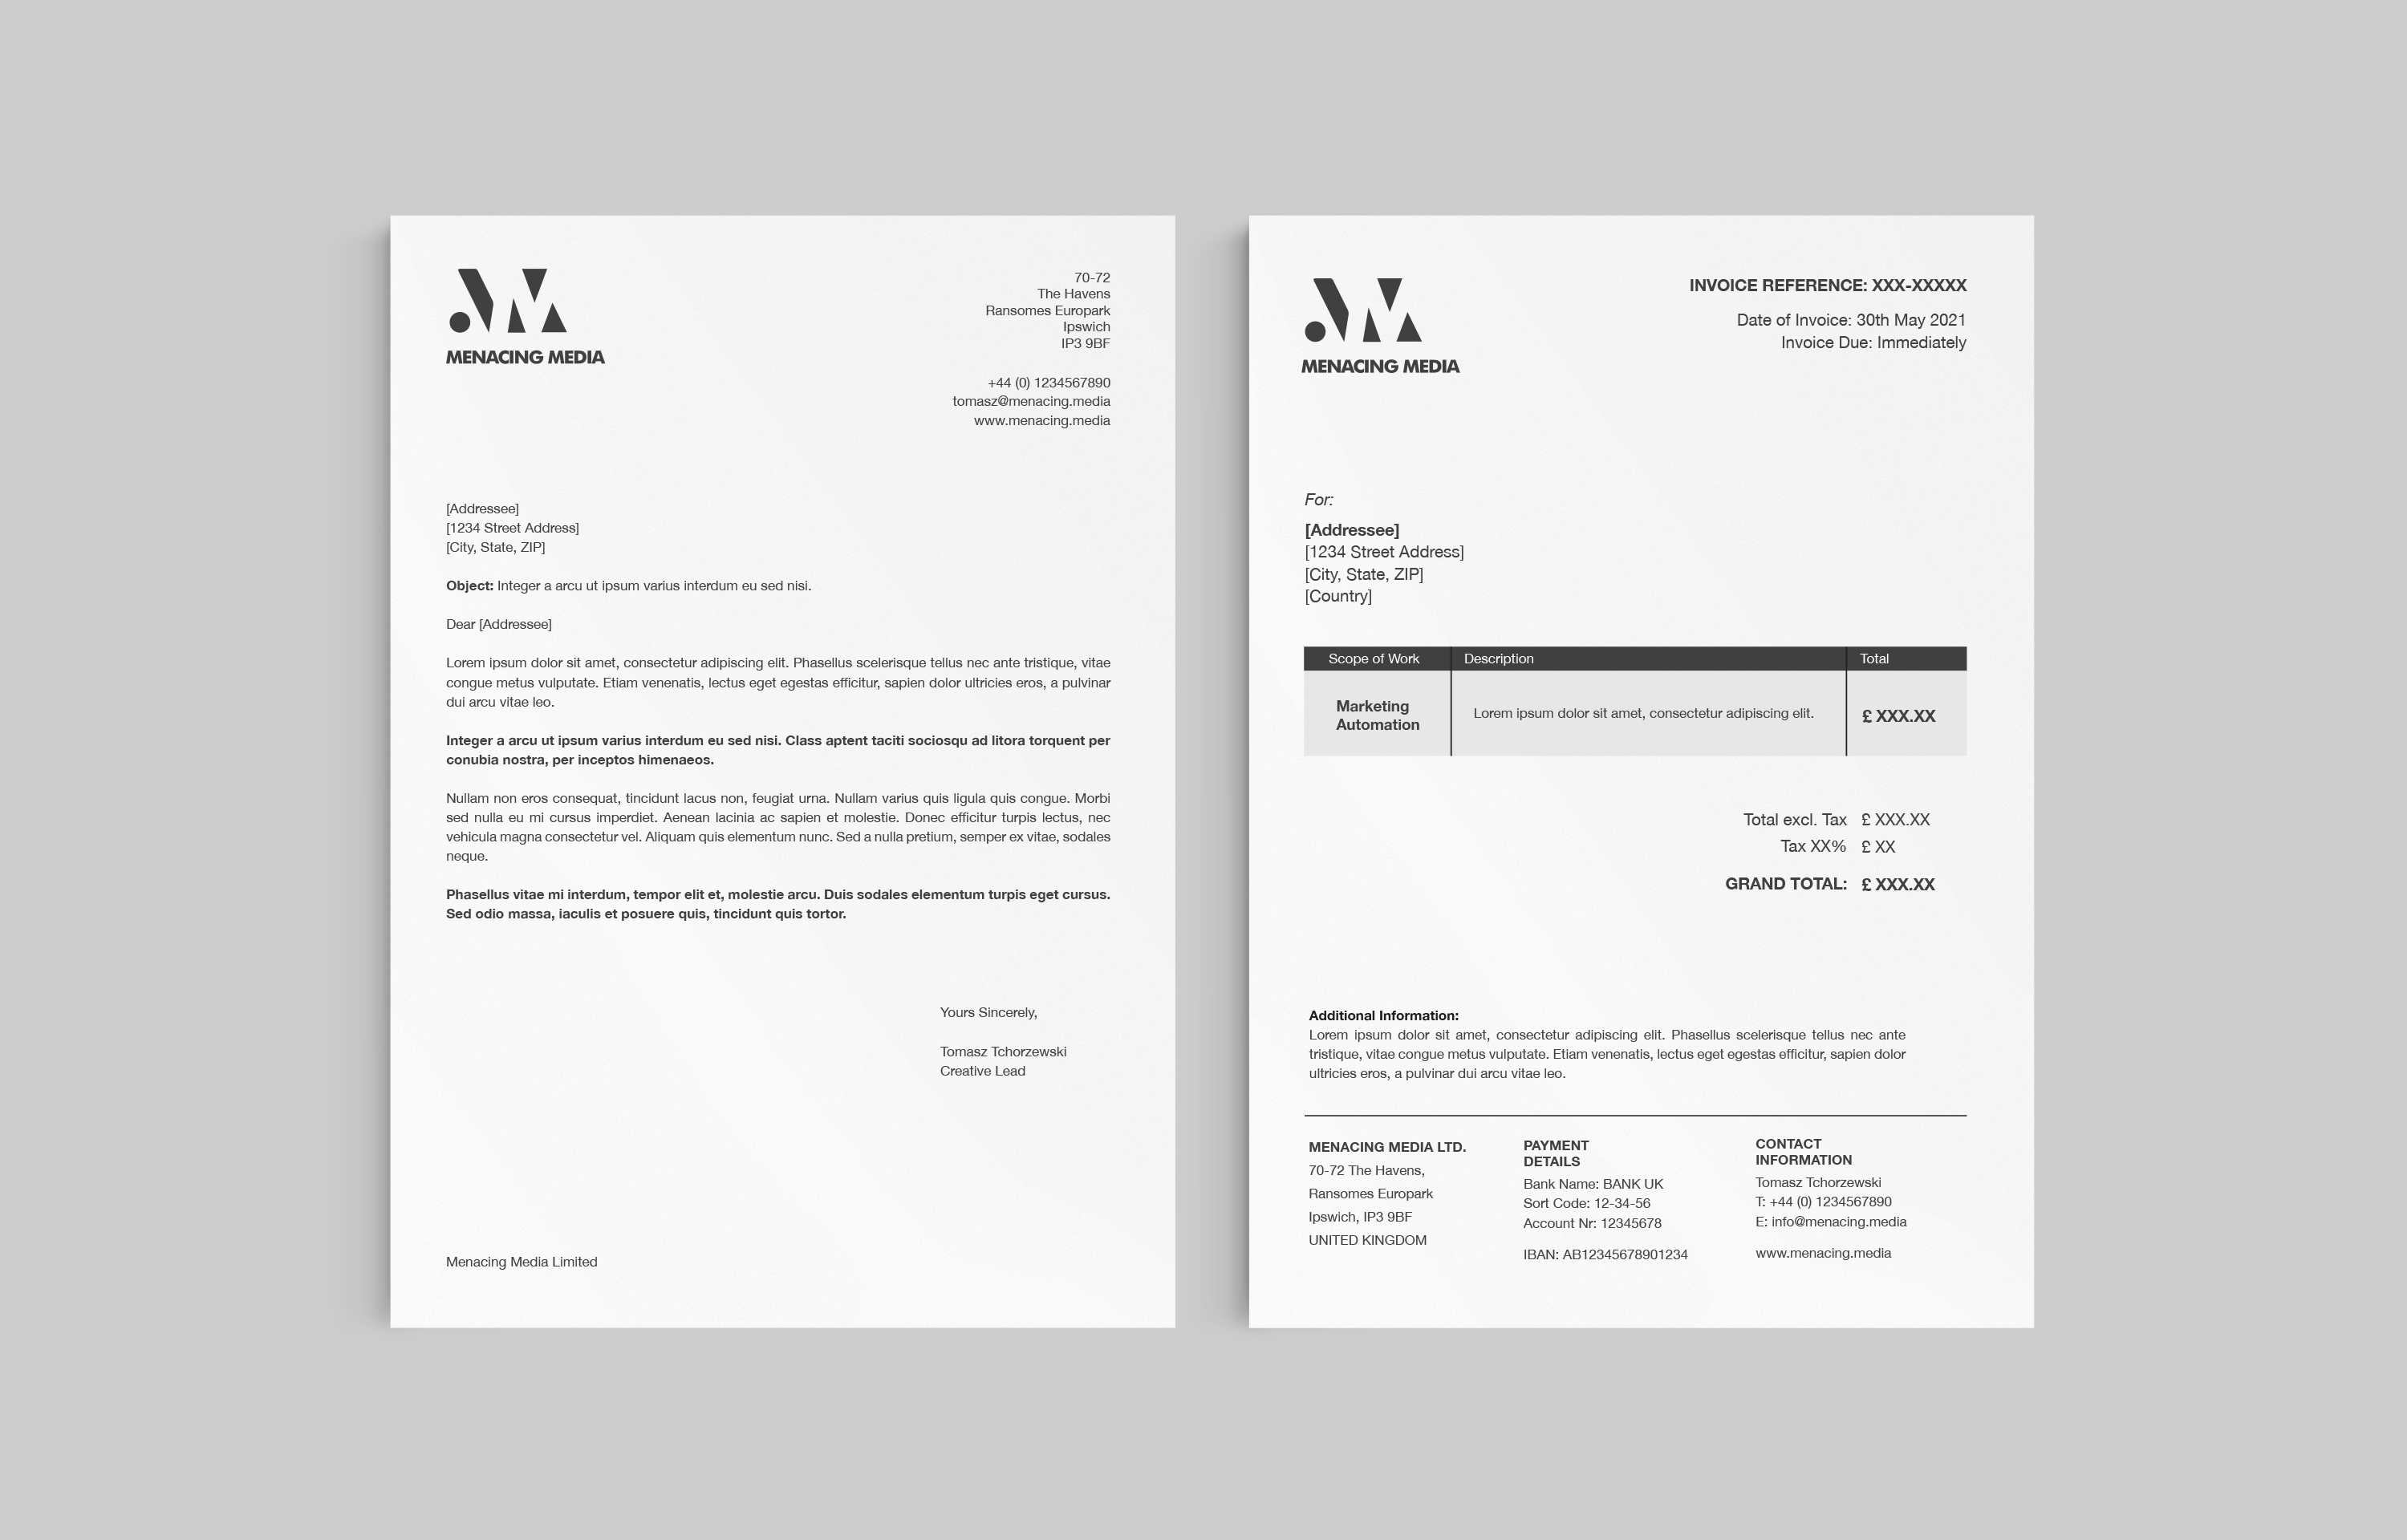 MENACING MEDIA
70-72
The Havens
Ransomes Europark
Ipswich
IP3 9BF
+44 (0) 1234567890
tomasz@menacing.media
www.menacing.media
[Addressee]
[1234 Street Address]
[City, State, ZIP]
Object: Integer a arcu ut ipsum varius interdum eu sed nisi.
Dear [Addressee]
Lorem ipsum dolor sit amet, consectetur adipiscing elit. Phasellus scelerisque tellus nec ante tristique, vitae
congue metus vulputate. Etiam venenatis, lectus eget egestas efficitur, sapien dolor ultricies eros, a pulvinar
dui arcu vitae leo.
Integer a arcu ut ipsum varius interdum eu sed nisi. Class aptent taciti sociosqu ad litora torquent per
conubia nostra, per inceptos himenaeos.
Nullam non eros consequat, tincidunt lacus non, feugiat urna. Nullam varius quis ligula quis congue. Morbi
sed nulla eu mi cursus imperdiet. Aenean lacinia ac sapien et molestie. Donec efficitur turpis lectus, nec
vehicula magna consectetur vel. Aliquam quis elementum nunc. Sed a nulla pretium, semper ex vitae, sodales
neque.
Phasellus vitae mi interdum, tempor elit et, molestie arcu. Duis sodales elementum turpis eget cursus.
Sed odio massa, iaculis et posuere quis, tincidunt quis tortor.
Yours Sincerely,
Tomasz Tchorzewski
Creative Lead
Menacing Media Limited
MENACING MEDIA
INVOICE REFERENCE: XXX-XXXXX
Date of Invoice: 30th May 2021
Invoice Due: Immediately
For:
[Addressee]
[1234 Street Address]
[City, State, ZIP]
[Country]
Scope of Work Description Total
Marketing
Automation
Lorem ipsum dolor sit amet, consectetur adipiscing elit.
£ XXX.XX
Total excl. Tax £ XXX.XX
Tax XX% £ XX
GRAND TOTAL: £ XXX.XX
Additional Information:
Lorem ipsum dolor sit amet, consectetur adipiscing elit. Phasellus scelerisque tellus nec ante
tristique, vitae congue metus vulputate. Etiam venenatis, lectus eget egestas efficitur, sapien dolor
ultricies eros, a pulvinar dui arcu vitae leo.
MENACING MEDIA LTD.
70-72 The Havens,
Ransomes Europark
Ipswich, IP3 9BF
UNITED KINGDOM
PAYMENT
DETAILS
Bank Name: BANK UK
Sort Code: 12-34-56
Account Nr: 12345678
IBAN: AB12345678901234
CONTACT
INFORMATION
Tomasz Tchorzewski
T: +44 (0) 1234567890
E: info@menacing.media
www.menacing.media